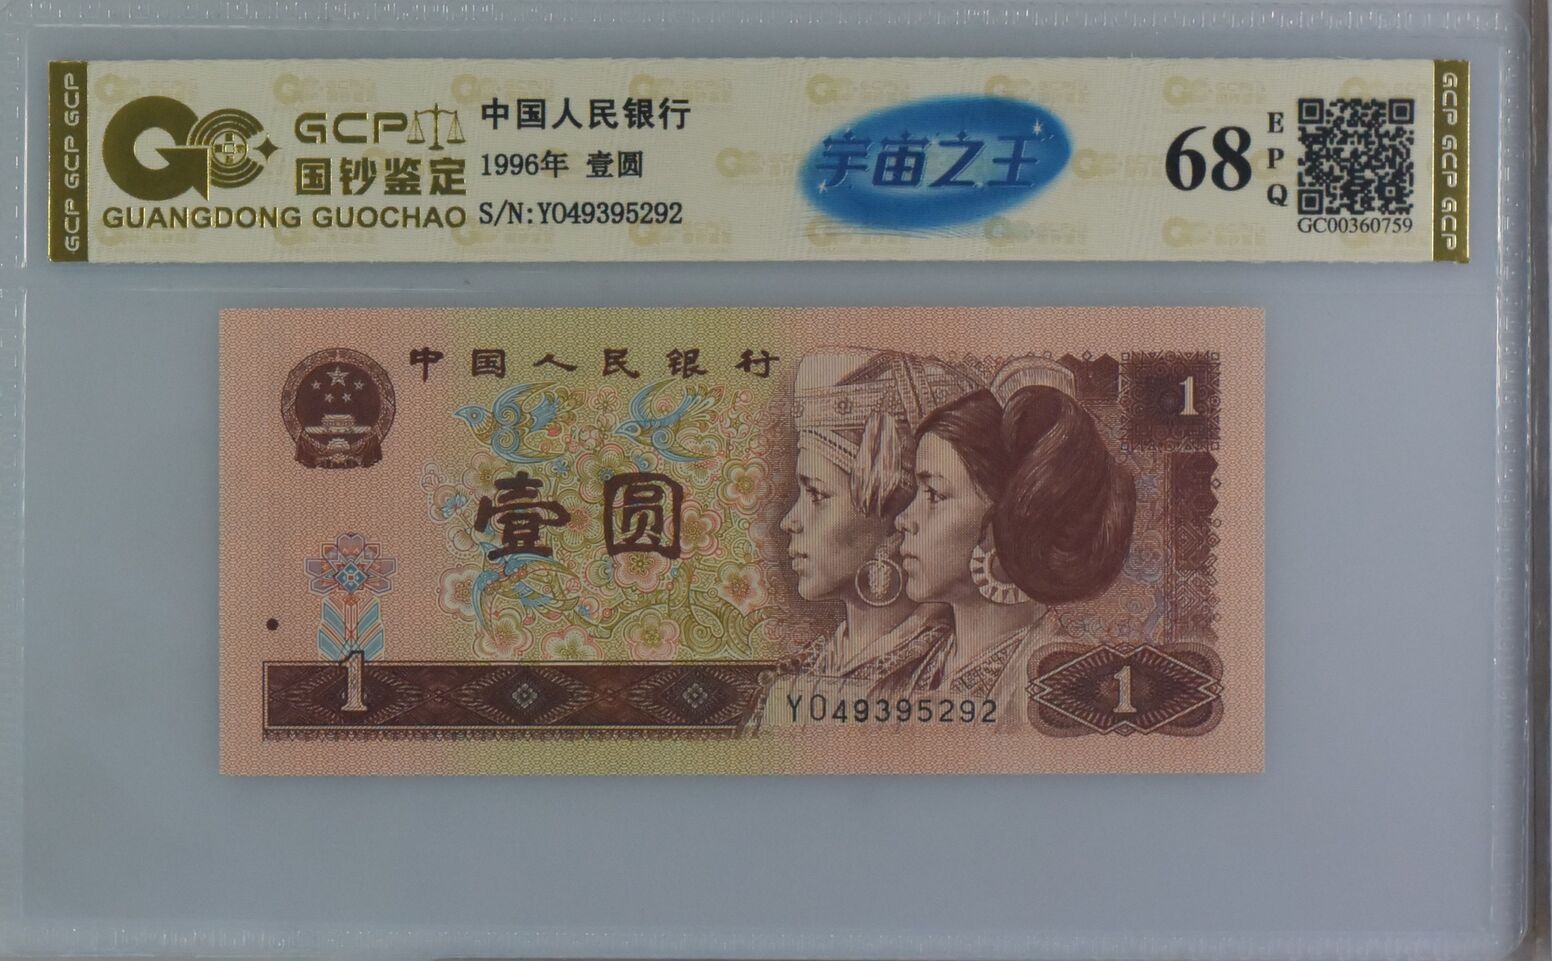 GCP GCP GCP
GCP
国钞鉴定
GUANGDONG GUOCHAO
中国人民银行
1996年 壹圆
S/N:Y049395292
宇宙之王
68
EPQ
GC00360759
GCP GCP GCP
中国人民银行
1
壹圆
1
Y049395292
1